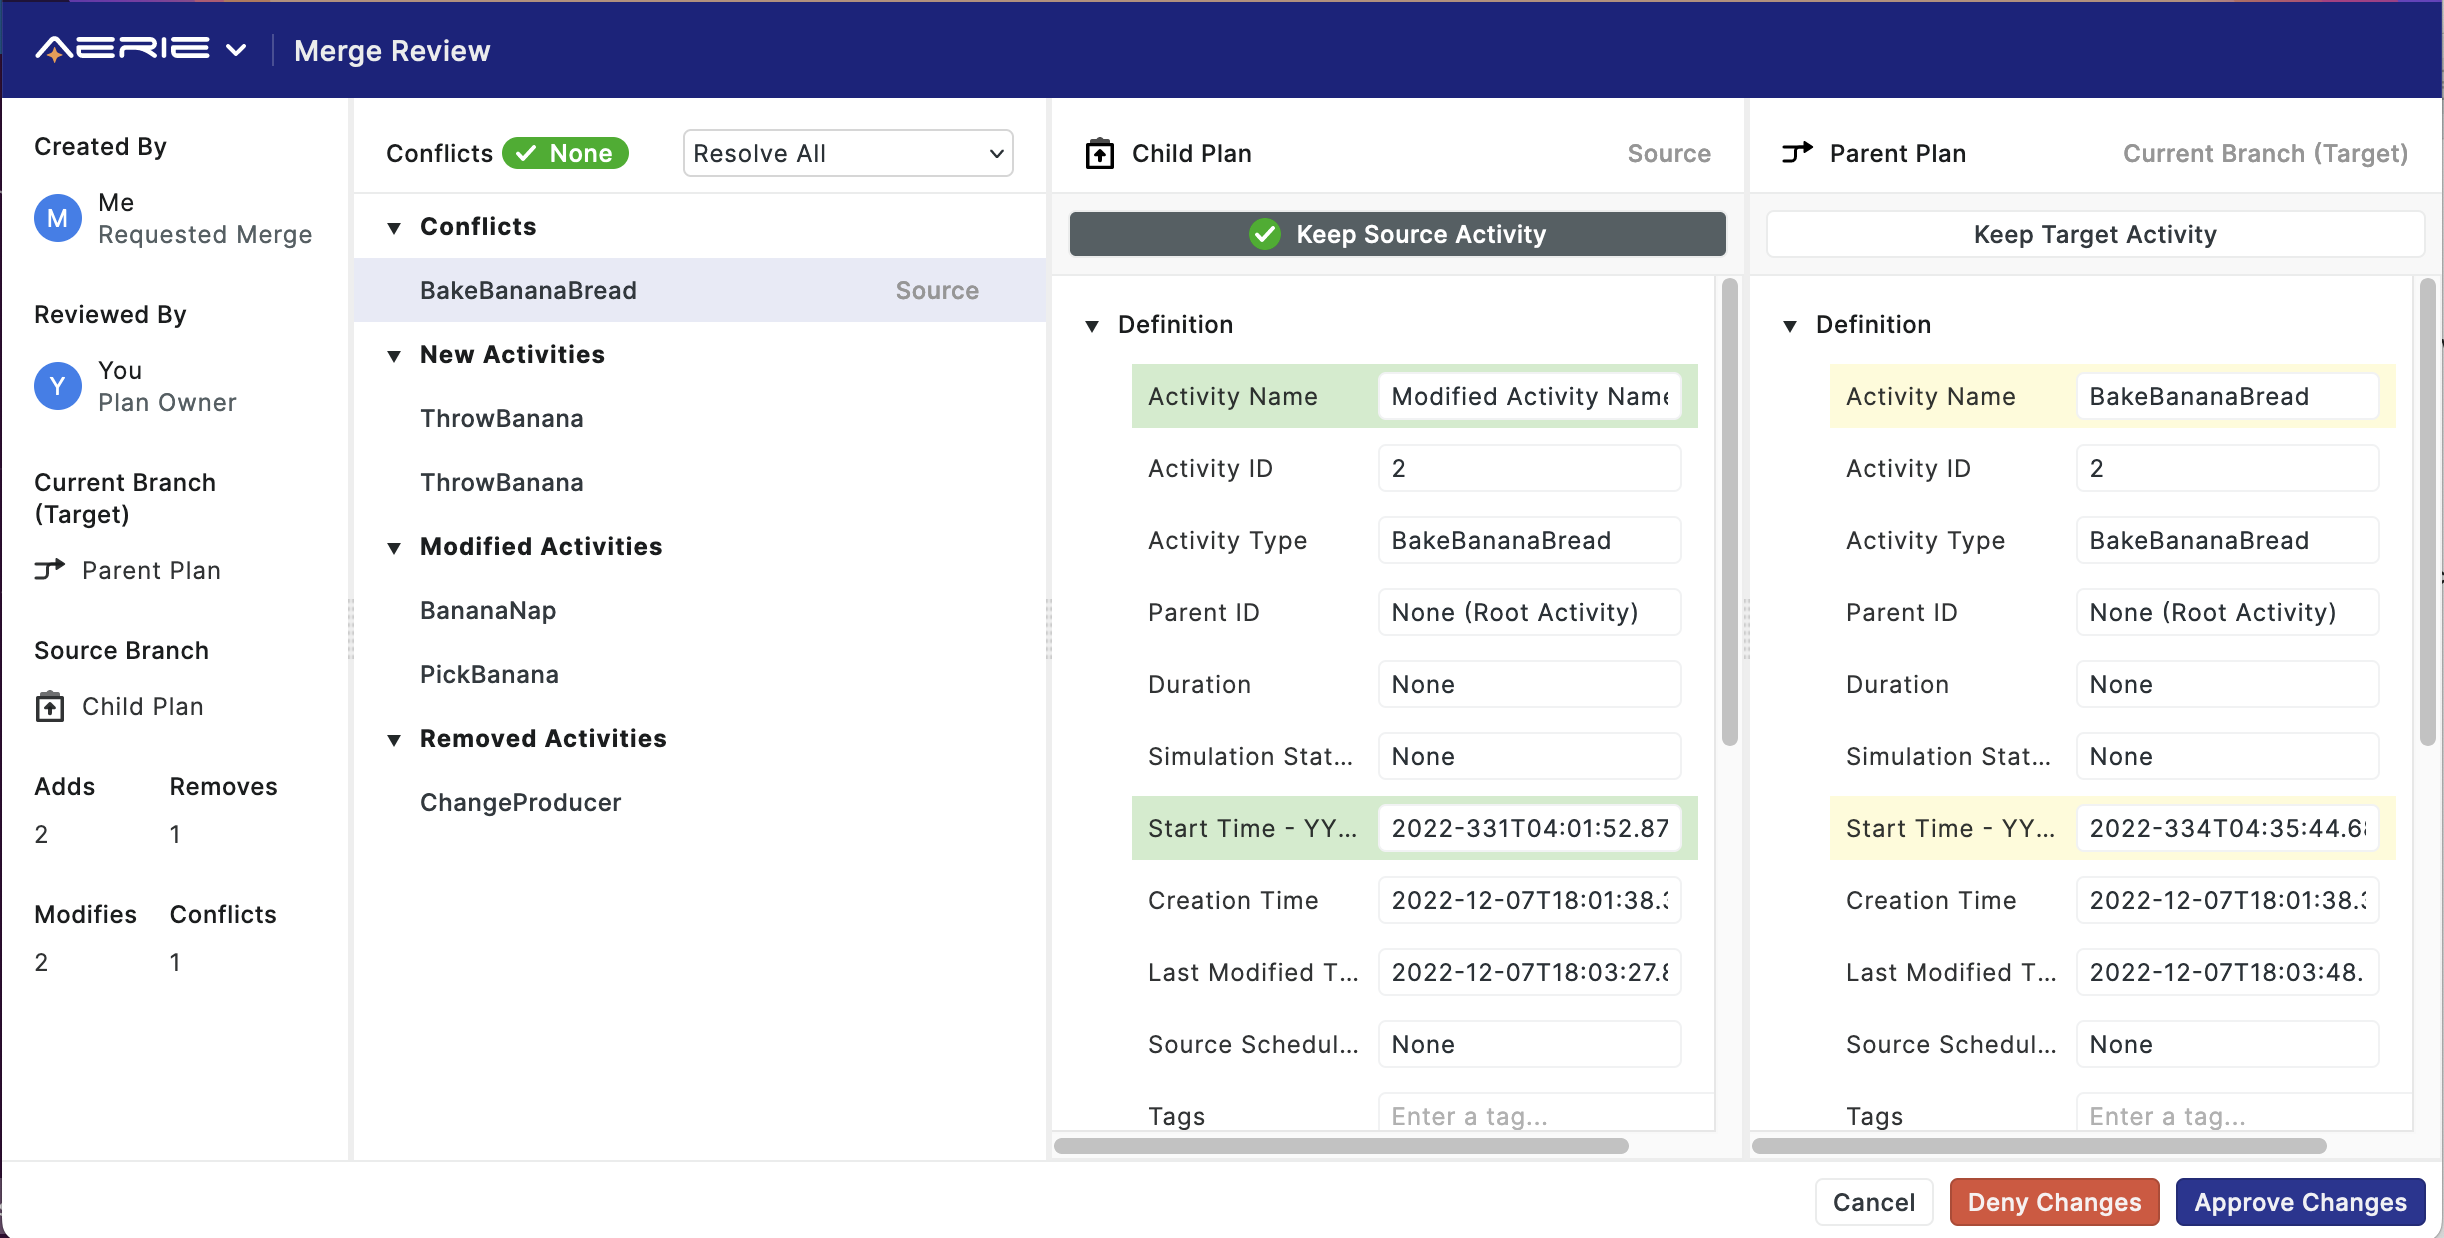 AERIE
Merge Review
Created By
M
Me
Requested Merge
Reviewed By
Y
You
Plan Owner
Current Branch
(Target)
Parent Plan
Source Branch
Child Plan
Adds Removes
2 1
Modifies Conflicts
2 1
Conflicts None Resolve All
Conflicts
BakeBananaBread Source
New Activities
ThrowBanana
ThrowBanana
Modified Activities
BananaNap
PickBanana
Removed Activities
ChangeProducer
Child Plan Source
Keep Source Activity
Definition
Activity Name Modified Activity Name
Activity ID 2
Activity Type BakeBananaBread
Parent ID None (Root Activity)
Duration None
Simulation Stat... None
Start Time - YY... 2022-331T04:01:52.87
Creation Time 2022-12-07T18:01:38.3
Last Modified T... 2022-12-07T18:03:27.8
Source Schedul... None
Tags Enter a tag...
Parent Plan Current Branch (Target)
Keep Target Activity
Definition
Activity Name BakeBananaBread
Activity ID 2
Activity Type BakeBananaBread
Parent ID None (Root Activity)
Duration None
Simulation Stat... None
Start Time - YY... 2022-334T04:35:44.68
Creation Time 2022-12-07T18:01:38.3
Last Modified T... 2022-12-07T18:03:48.
Source Schedul... None
Tags Enter a tag...
Cancel Deny Changes Approve Changes